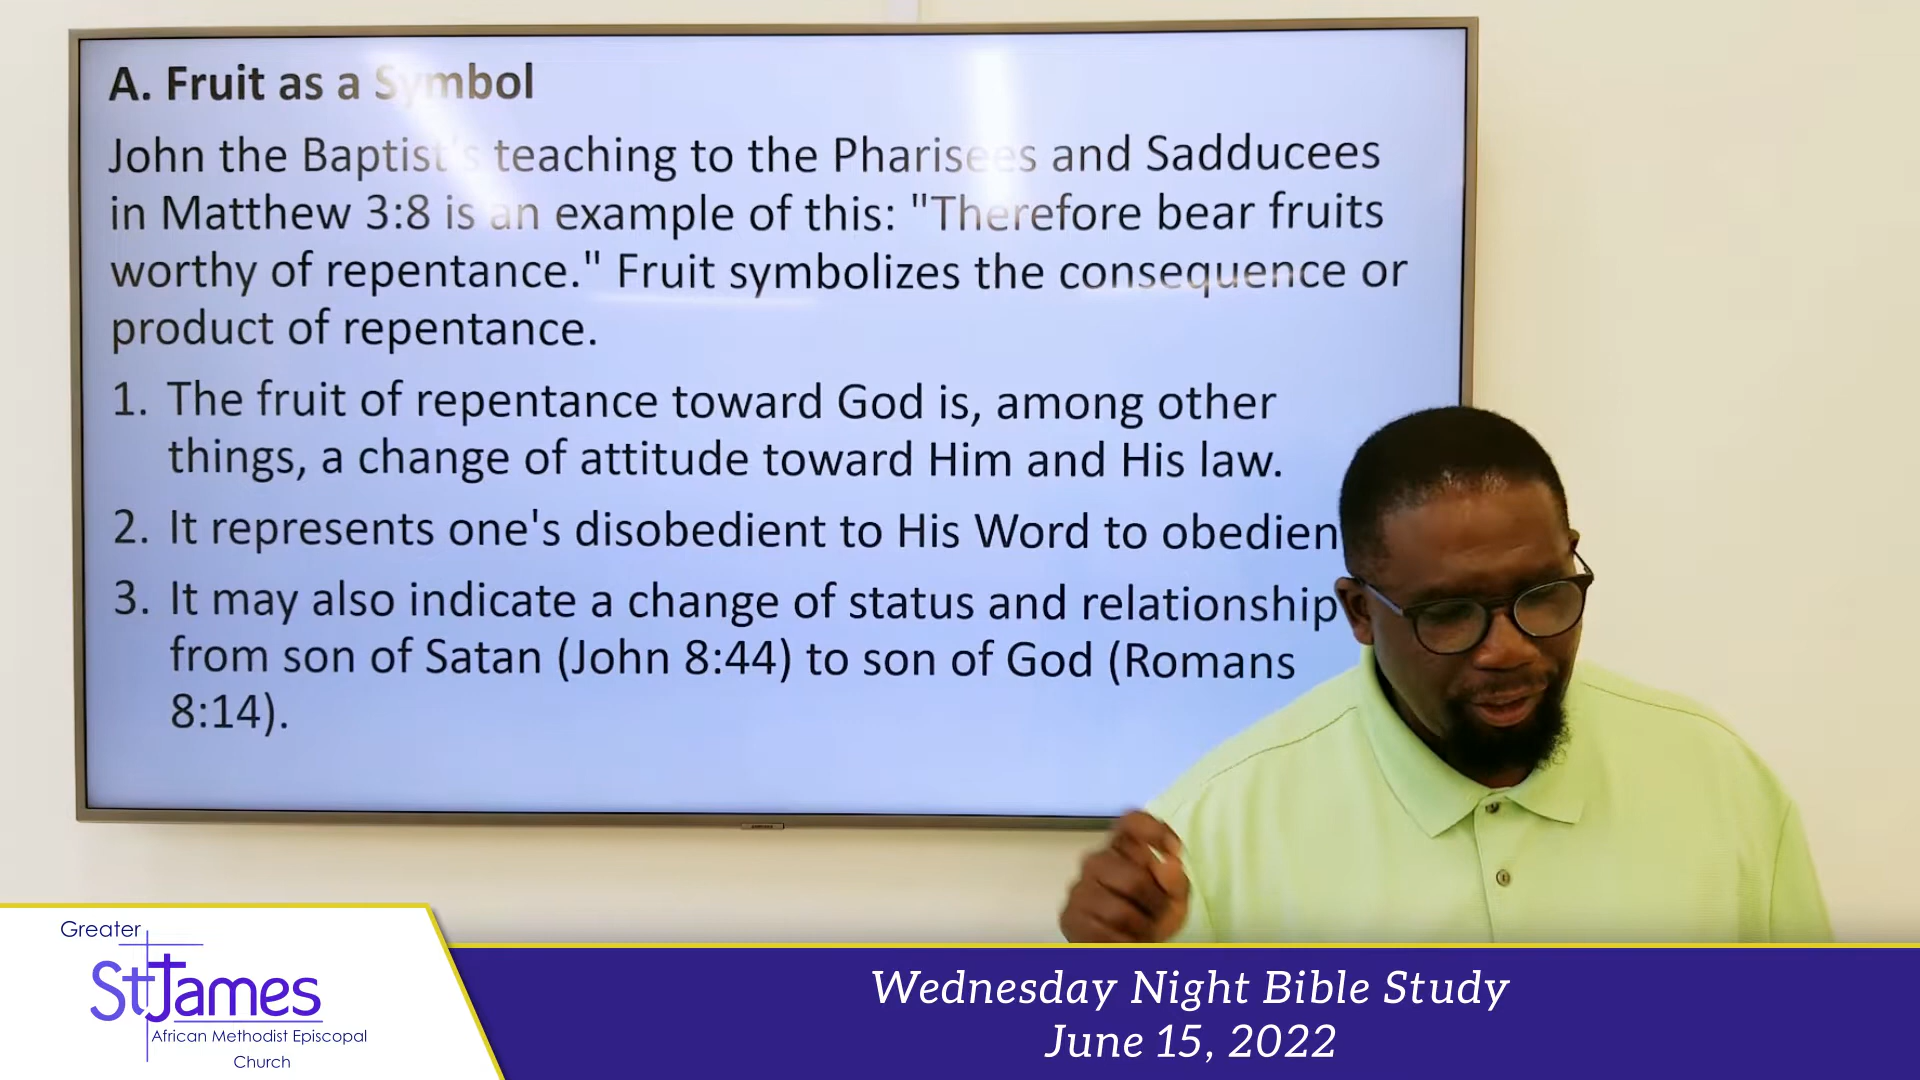 A. Fruit as a Symbol
John the Baptist's teaching to the Pharisees and Sadducees
in Matthew 3:8 is an example of this: "Therefore bear fruits
worthy of repentance." Fruit symbolizes the consequence or
product of repentance.
1. The fruit of repentance toward God is, among other
things, a change of attitude toward Him and His law.
2. It represents one's disobedient to His Word to obedien
3. It may also indicate a change of status and relationship
from son of Satan (John 8:44) to son of God (Romans
8:14).
Greater
St James
African Methodist Episcopal
Church
Wednesday Night Bible Study
June 15, 2022